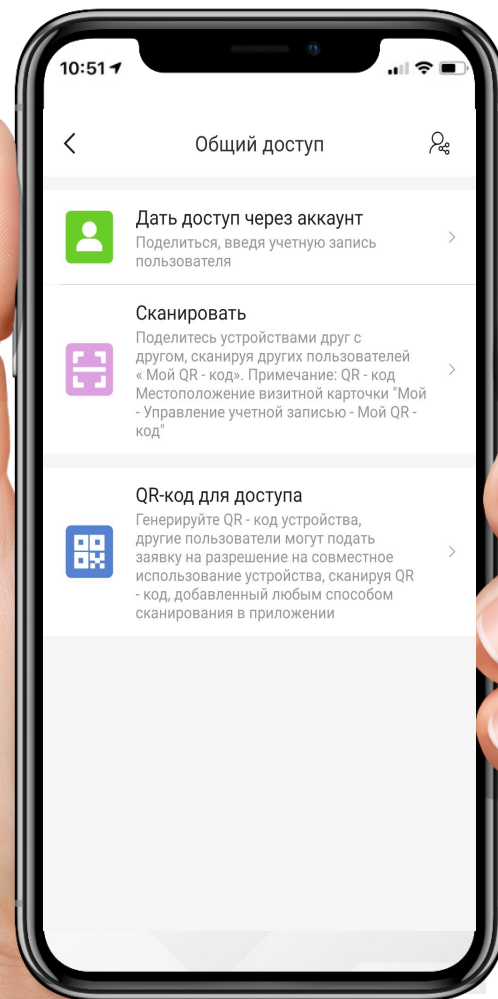 10:51
Общий доступ
Дать доступ через аккаунт
Поделиться, введя учетную запись
пользователя
Сканировать
Поделитесь устройствами друг с
другом, сканируя других пользователей
« Мой QR - код». Примечание: QR - код
Местоположение визитной карточки "Мой
- Управление учетной записью - Мой QR -
код"
QR-код для доступа
Генерируйте QR - код устройства,
другие пользователи могут подать
заявку на разрешение на совместное
использование устройства, сканируя QR
- код, добавленный любым способом
сканирования в приложении